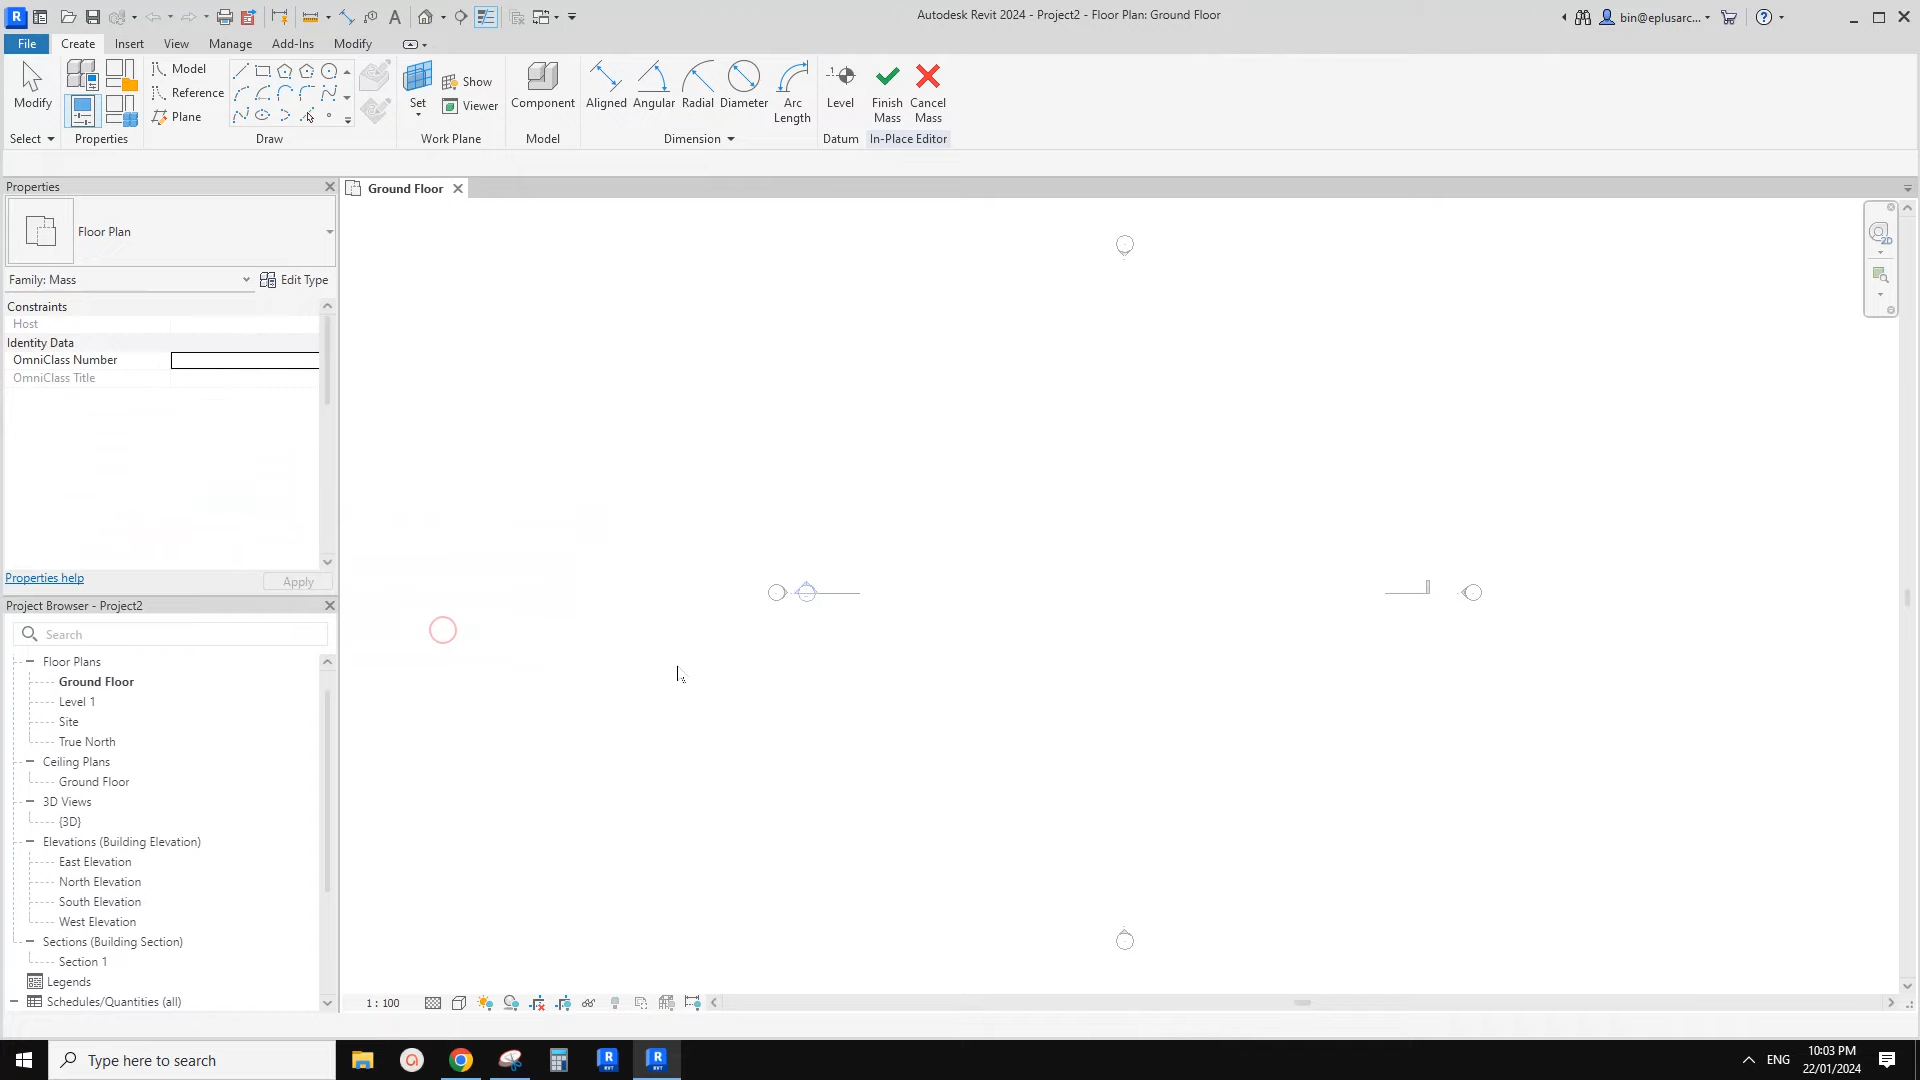 Autodesk Revit 2024 - Project2 - Floor Plan: Ground Floor
bin@eplusarc...
File Create Insert View Manage Add-Ins Modify
Modify
Model
Reference
Plane
Set
Show
Viewer
Component
Aligned Angular Radial Diameter Arc Length
Level
Finish Mass
Cancel Mass
Select Properties Draw Work Plane Model Dimension Datum In-Place Editor
Properties
Ground Floor
Floor Plan
2D
Family: Mass
Edit Type
Constraints
Host
Identity Data
OmniClass Number
OmniClass Title
Properties help
Apply
Project Browser - Project2
Search
Floor Plans
Ground Floor
Level 1
Site
True North
Ceiling Plans
Ground Floor
3D Views
{3D}
Elevations (Building Elevation)
East Elevation
North Elevation
South Elevation
West Elevation
Sections (Building Section)
Section 1
Legends
Schedules/Quantities (all)
1 : 100
Type here to search
R
RVT
R
RVT
ENG
10:03 PM
22/01/2024